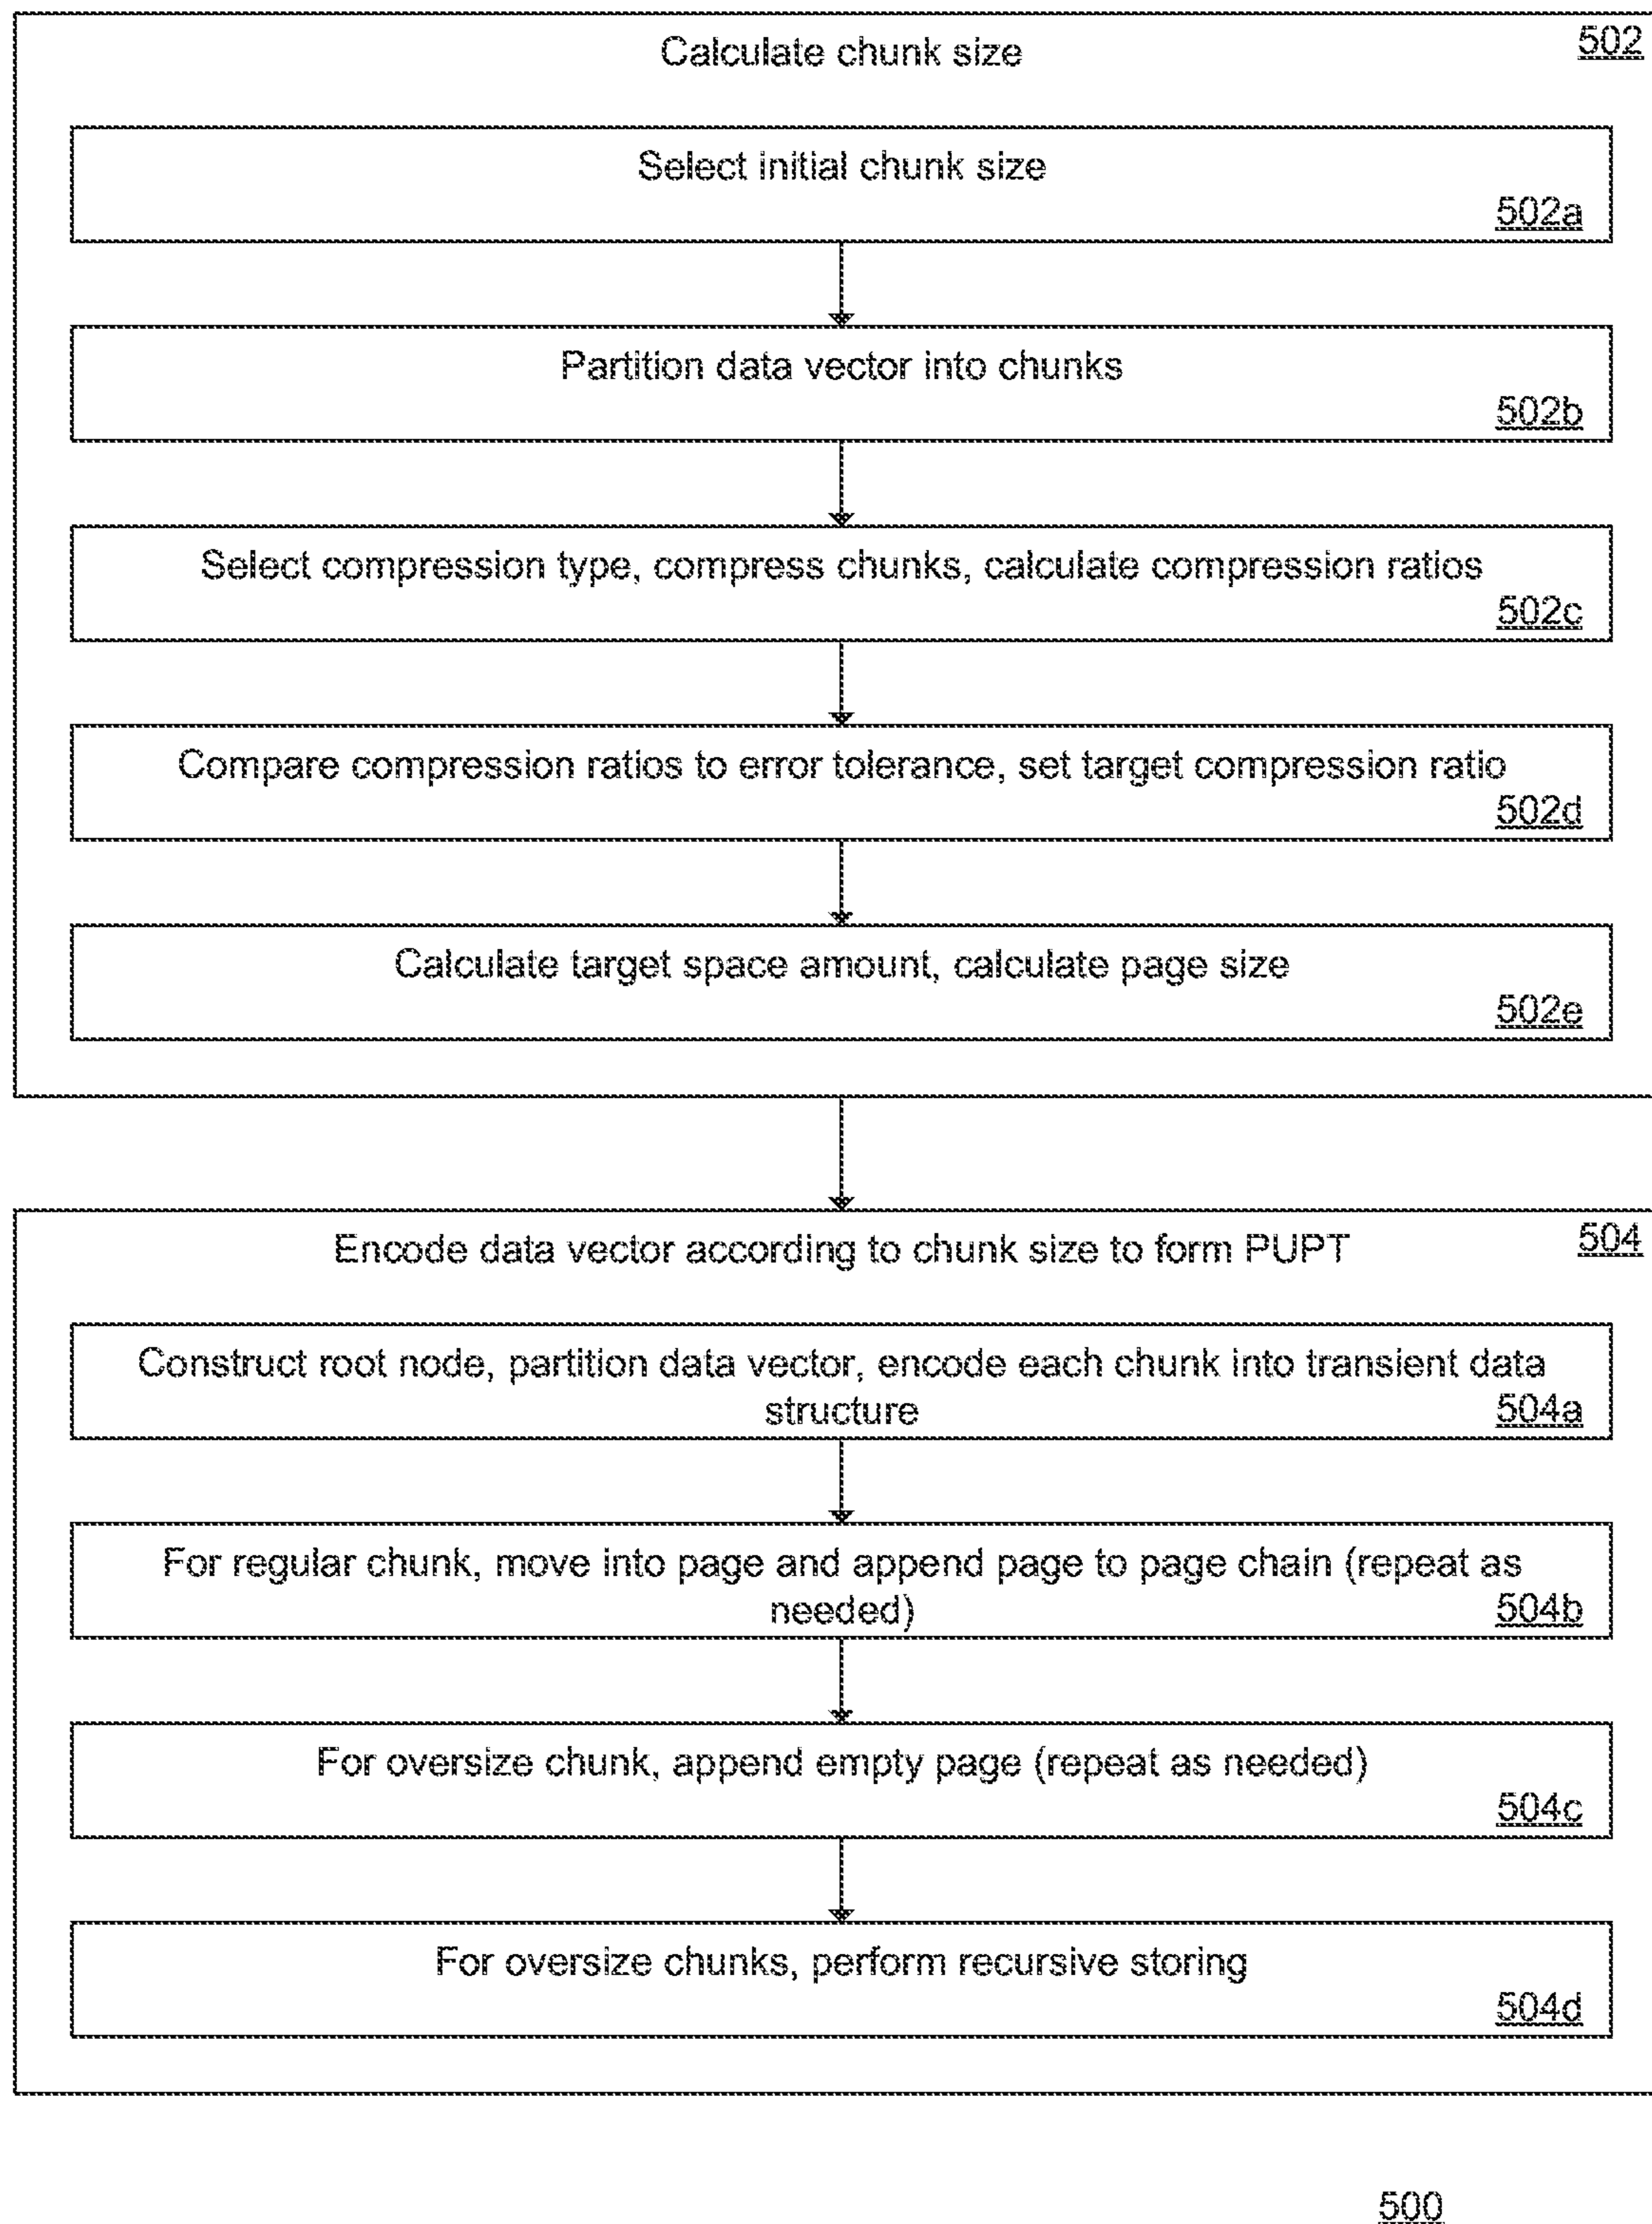 Calculate chunk size
502
Select initial chunk size
502a
Partition data vector into chunks
502b
Select compression type, compress chunks, calculate compression ratios
502c
Compare compression ratios to error tolerance, set target compression ratio
502d
Calculate target space amount, calculate page size
502e
Encode data vector according to chunk size to form PUPT
504
Construct root node, partition data vector, encode each chunk into transient data
structure
504a
For regular chunk, move into page and append page to page chain (repeat as
needed)
504b
For oversize chunk, append empty page (repeat as needed)
504c
For oversize chunks, perform recursive storing
504d
500